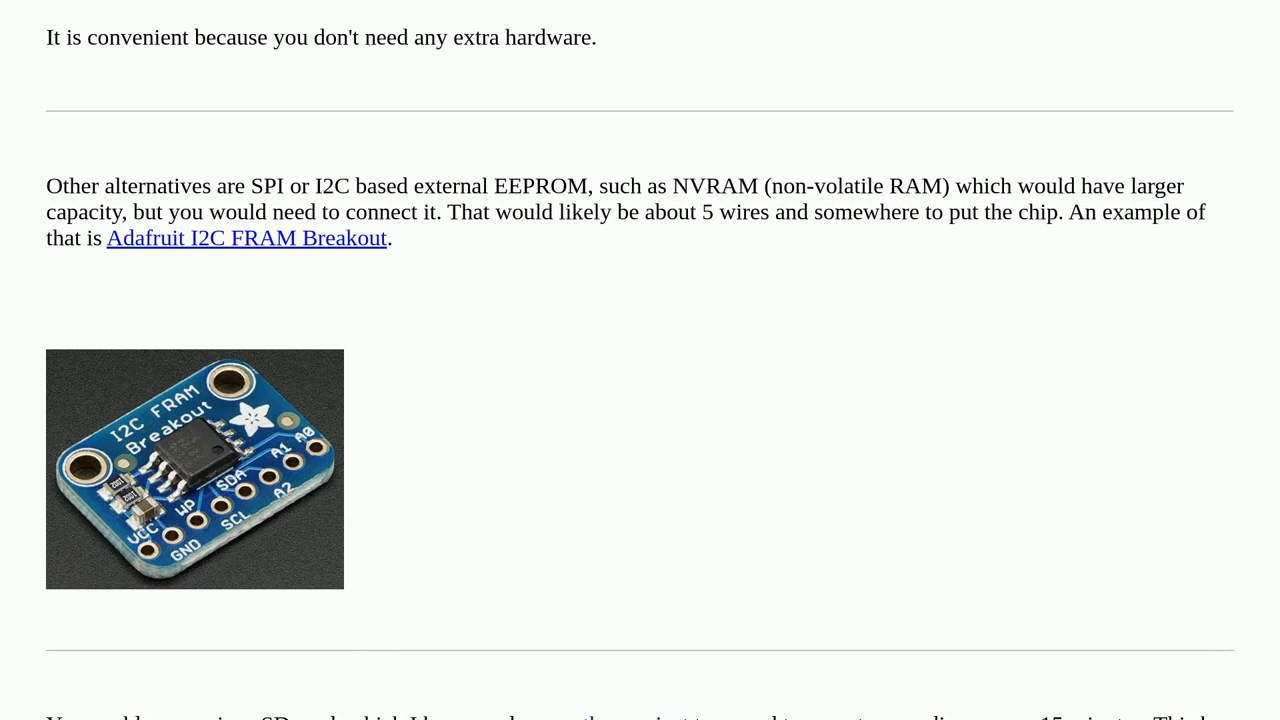 It is convenient because you don't need any extra hardware.
Other alternatives are SPI or I2C based external EEPROM, such as NVRAM (non-volatile RAM) which would have larger
capacity, but you would need to connect it. That would likely be about 5 wires and somewhere to put the chip. An example of
that is Adafruit I2C FRAM Breakout.
I2C FRAM
Breakout
VCC
GND
WP
SCL
SDA
A2
A1
A0